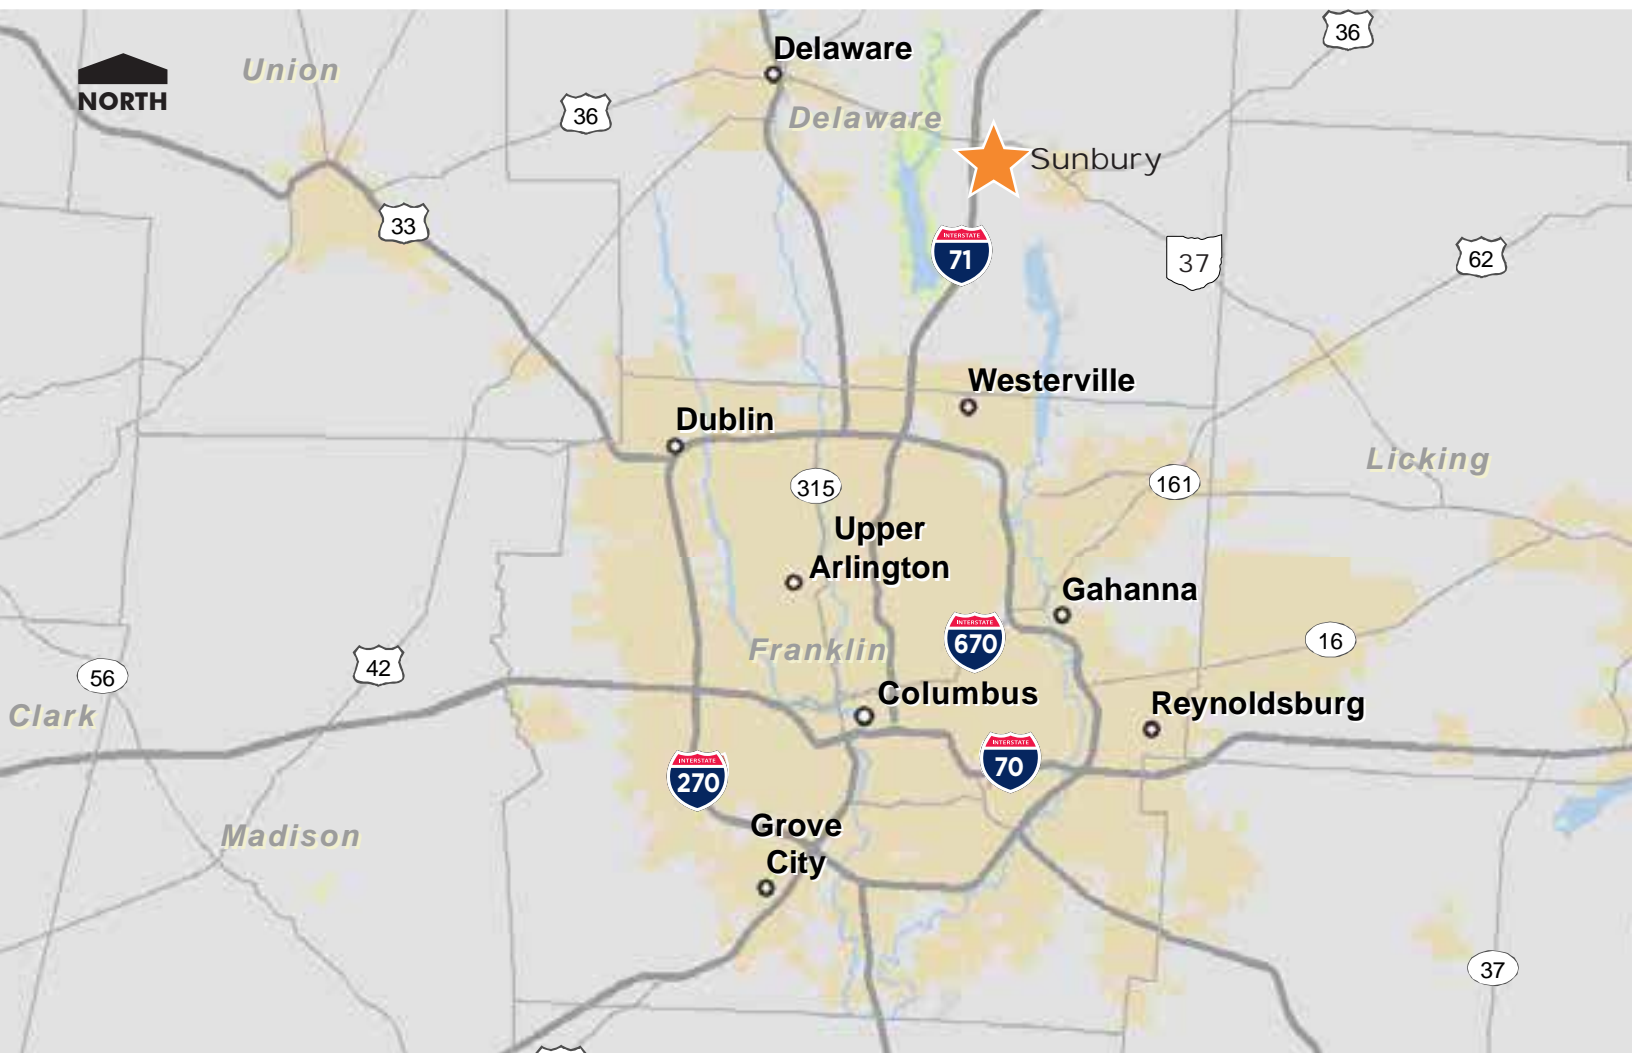 36
Delaware
Union
NORTH
36
Delaware
Sunbury
33
INTERSTATE
71
37
62
Westerville
Dublin
Licking
315
161
Upper
Arlington
Gahanna
INTERSTATE
670
Franklin
16
42
56
Columbus
Reynoldsburg
Clark
INTERSTATE
270
INTERSTATE
70
Grove
City
Madison
37